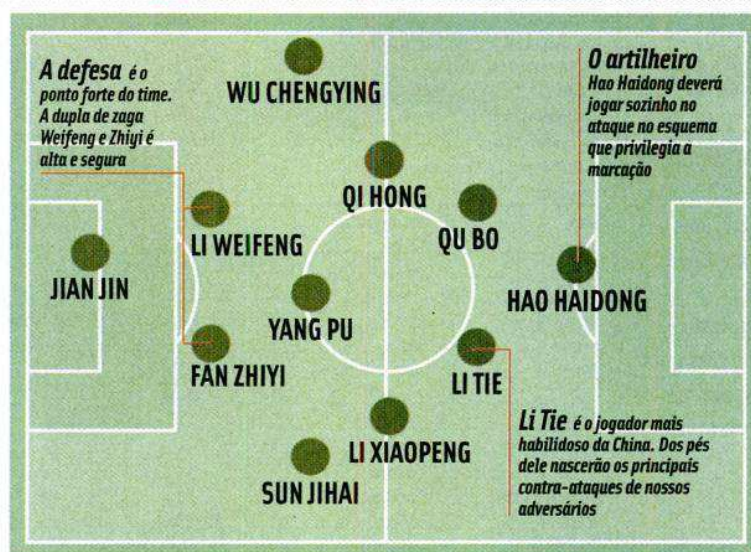 A defesa é o
ponto forte do time.
A dupla de zaga
Weifeng e Zhiyi é
alta e segura
WU CHENGYING
O artilheiro
Hao Haidong deverá
jogar sozinho no
ataque no esquema
que privilegia a
marcação
QI HONG
LI WEIFENG
QU BO
JIAN JIN
YANG PU
HAO HAIDONG
FAN ZHIYI
LI TIE
LI XIAOPENG
SUN JIHAI
Li Tie é o jogador mais
habilidoso da China. Dos pés
dele nascerão os principais
contra-ataques de nossos
adversários